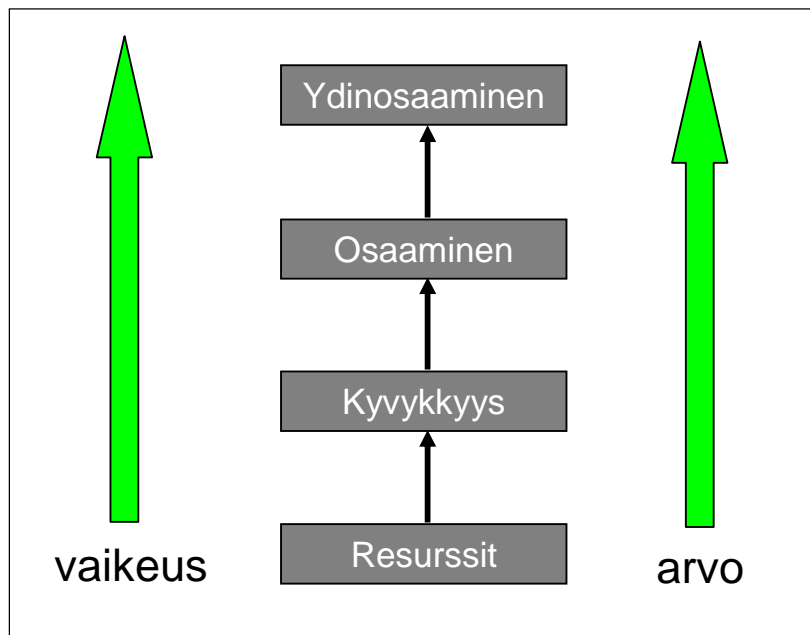 Ydinosaaminen
Osaaminen
Kyvykkyys
Resurssit
vaikeus
arvo